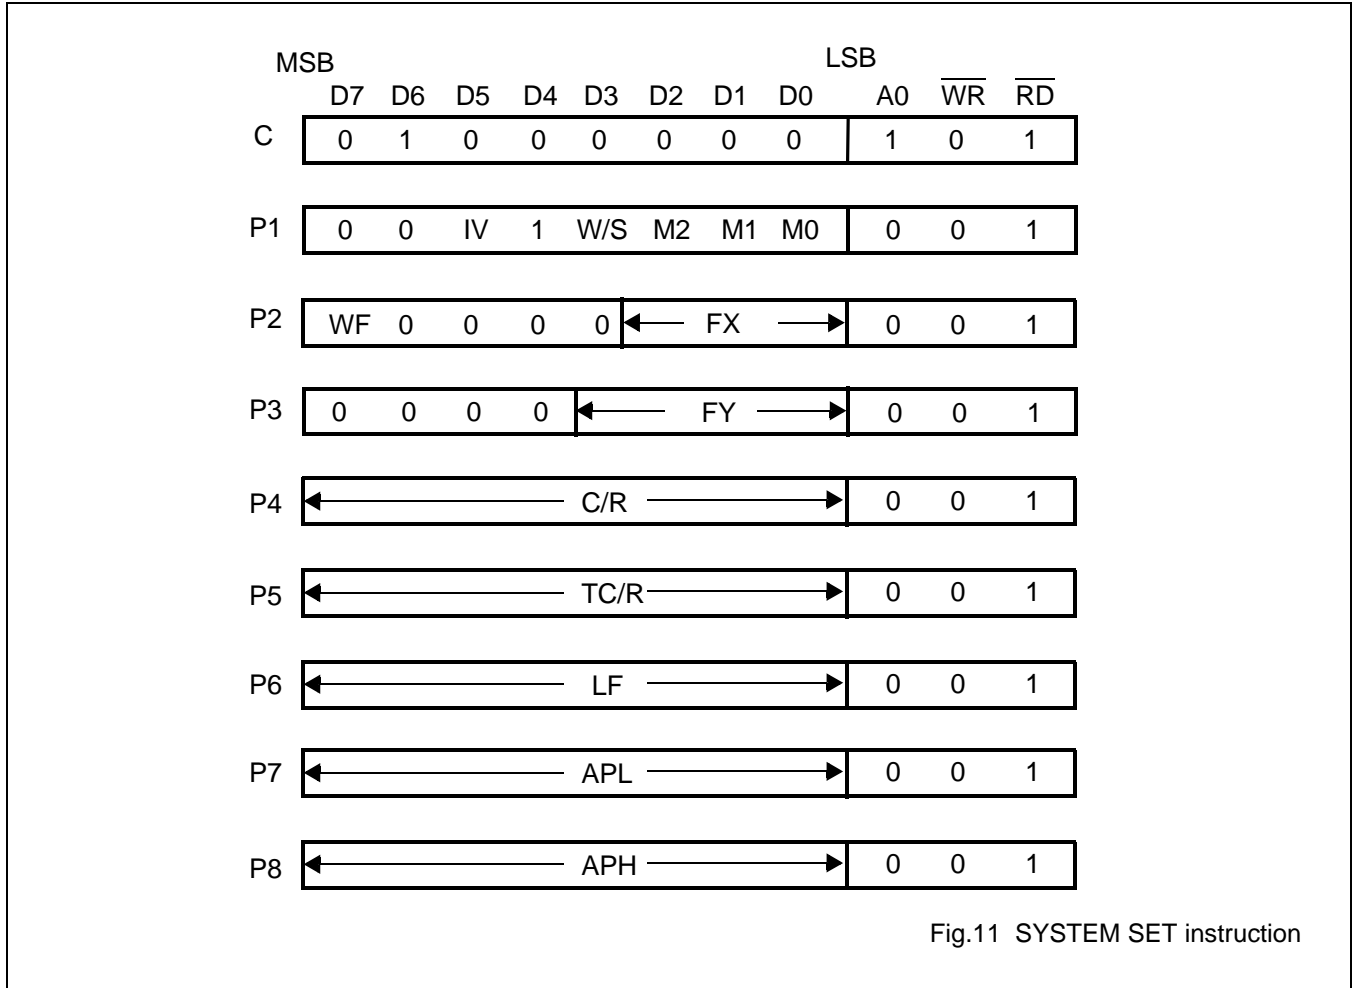 MSB LSB
D7 D6 D5 D4 D3 D2 D1 D0 A0 WR RD
C 0 1 0 0 0 0 0 0 1 0 1
P1 0 0 IV 1 W/S M2 M1 M0 0 0 1
P2 WF 0 0 0 0 FX 0 0 1
P3 0 0 0 0 FY 0 0 1
P4 C/R 0 0 1
P5 TC/R 0 0 1
P6 LF 0 0 1
P7 APL 0 0 1
P8 APH 0 0 1
Fig.11 SYSTEM SET instruction